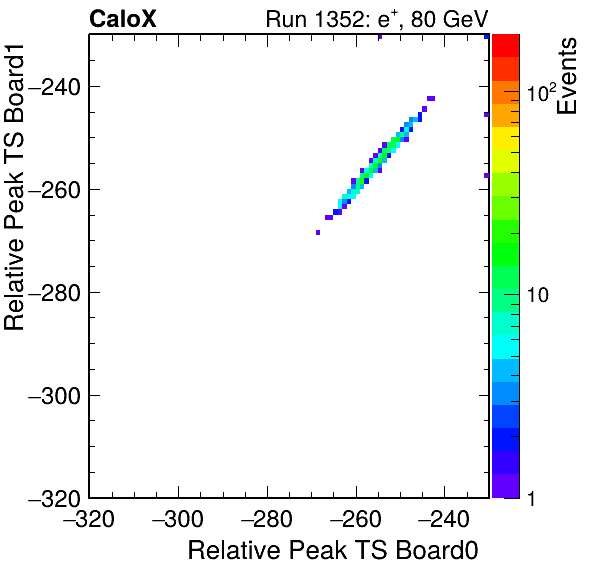 CaloX Run 1352: e+, 80 GeV
Relative Peak TS Board1
−240
−260
−280
−300
−320
−320 −300 −280 −260 −240
Relative Peak TS Board0
Events
10²
10
1